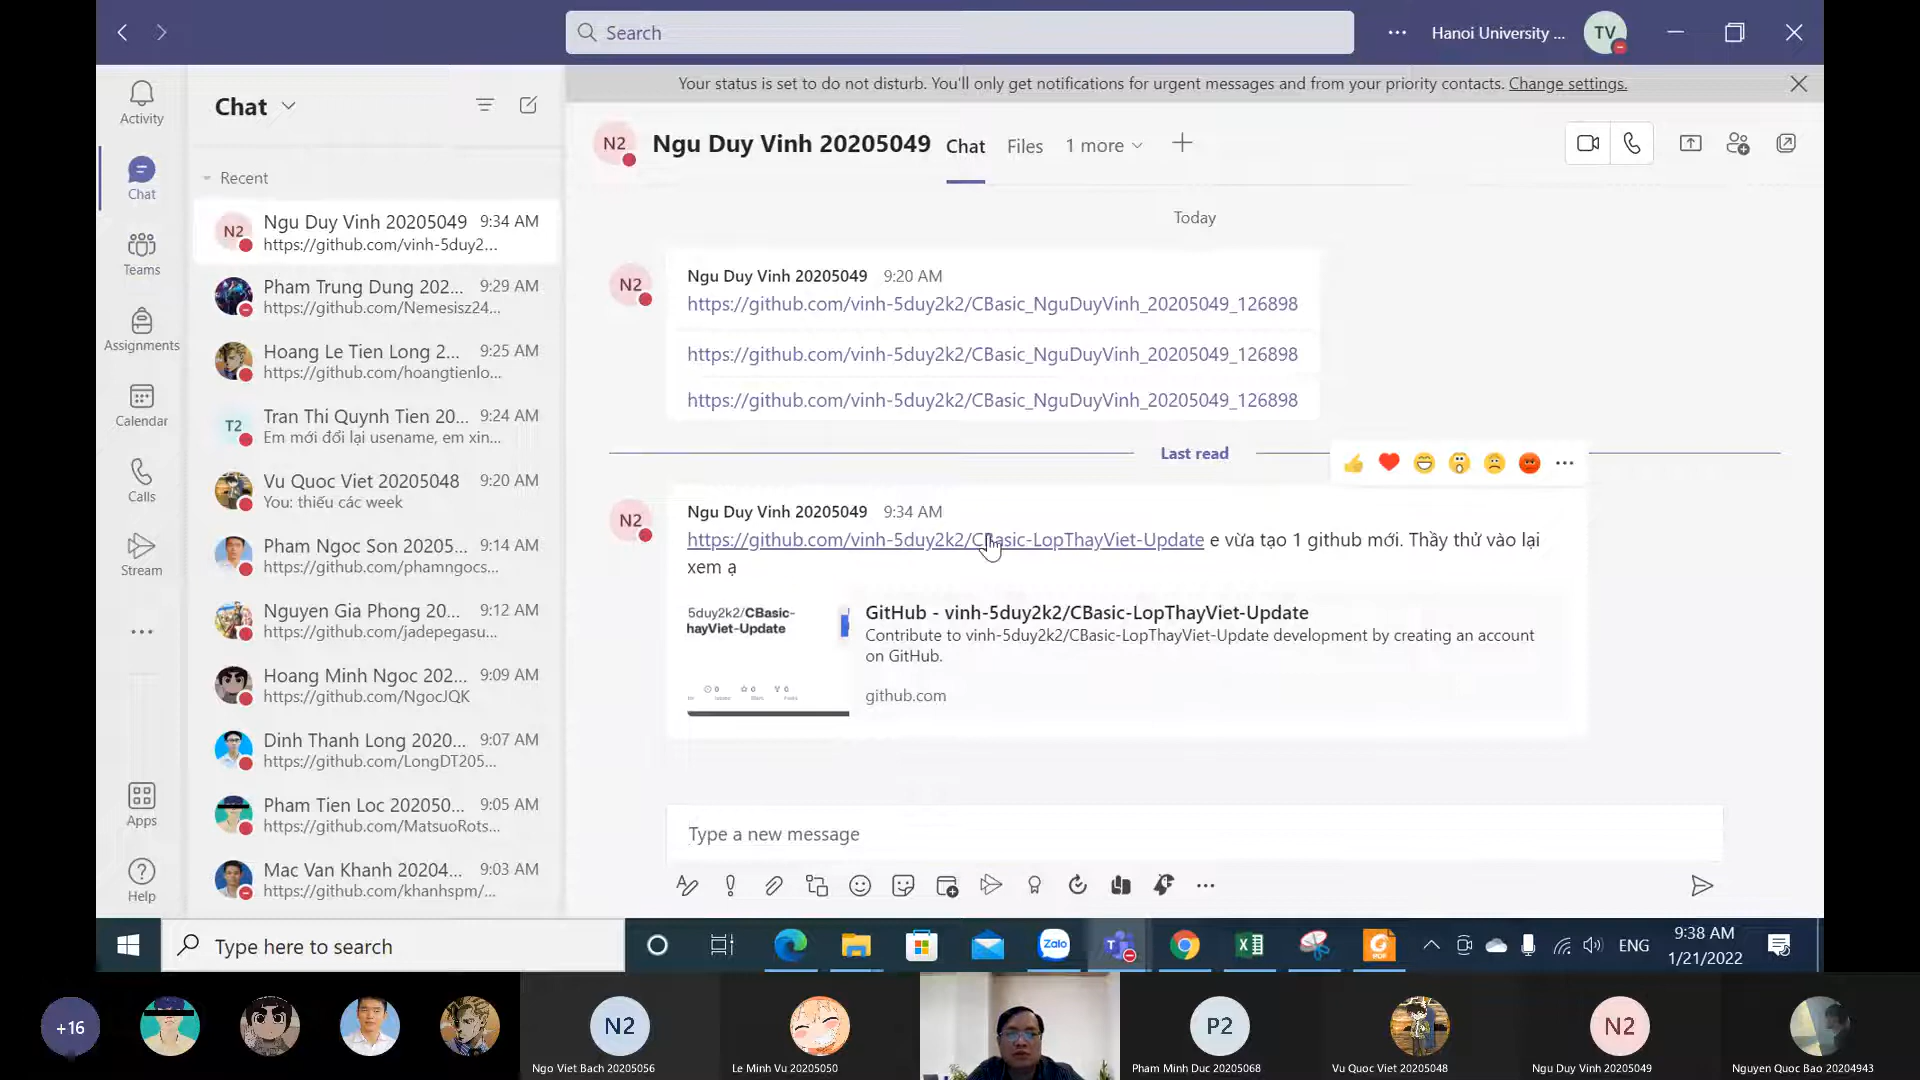 Search
Hanoi University ...
TV
Your status is set to do not disturb. You'll only get notifications for urgent messages and from your priority contacts. Change settings.
Activity
Chat
Teams
Assignments
Calendar
Calls
Stream
Apps
Help
Chat
Recent
N2
Ngu Duy Vinh 20205049 9:34 AM
https://github.com/vinh-5duy2...
Pham Trung Dung 202... 9:29 AM
https://github.com/Nemesisz24...
Hoang Le Tien Long 2... 9:25 AM
https://github.com/hoangtienlo...
T2
Tran Thi Quynh Tien 20... 9:24 AM
Em mới đổi lại usename, em xin...
Vu Quoc Viet 20205048 9:20 AM
You: thiếu các week
Pham Ngoc Son 20205... 9:14 AM
https://github.com/phamngocs...
Nguyen Gia Phong 20... 9:12 AM
https://github.com/jadepegasu...
Hoang Minh Ngoc 202... 9:09 AM
https://github.com/NgocJQK
Dinh Thanh Long 2020... 9:07 AM
https://github.com/LongDT205...
Pham Tien Loc 202050... 9:05 AM
https://github.com/MatsuoRots...
Mac Van Khanh 20204... 9:03 AM
https://github.com/khanhspm/...
N2 Ngu Duy Vinh 20205049 Chat Files 1 more
Today
N2
Ngu Duy Vinh 20205049 9:20 AM
https://github.com/vinh-5duy2k2/CBasic_NguDuyVinh_20205049_126898
https://github.com/vinh-5duy2k2/CBasic_NguDuyVinh_20205049_126898
https://github.com/vinh-5duy2k2/CBasic_NguDuyVinh_20205049_126898
Last read
N2
Ngu Duy Vinh 20205049 9:34 AM
https://github.com/vinh-5duy2k2/CBasic-LopThayViet-Update e vừa tạo 1 github mới. Thầy thử vào lại
xem ạ
5duy2k2/CBasic-
hayViet-Update
GitHub - vinh-5duy2k2/CBasic-LopThayViet-Update
Contribute to vinh-5duy2k2/CBasic-LopThayViet-Update development by creating an account
on GitHub.
github.com
Type a new message
Type here to search
Zalo
ENG
9:38 AM
1/21/2022
+16
N2
Ngo Viet Bach 20205056
Le Minh Vu 20205050
P2
Pham Minh Duc 20205068
Vu Quoc Viet 20205048
N2
Ngu Duy Vinh 20205049
Nguyen Quoc Bao 20204943